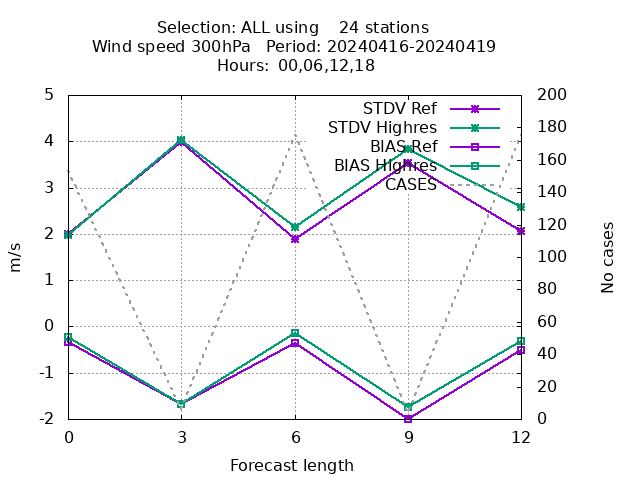 Selection: ALL using    24 stations
Wind speed 300hPa   Period: 20240416-20240419
Hours:  00,06,12,18
5
4
3
2
1
0
-1
-2
200
180
160
140
120
100
80
60
40
20
0
STDV Ref
STDV Highres
BIAS Ref
BIAS Highres
CASES
m/s
No cases
0
3
6
9
12
Forecast length